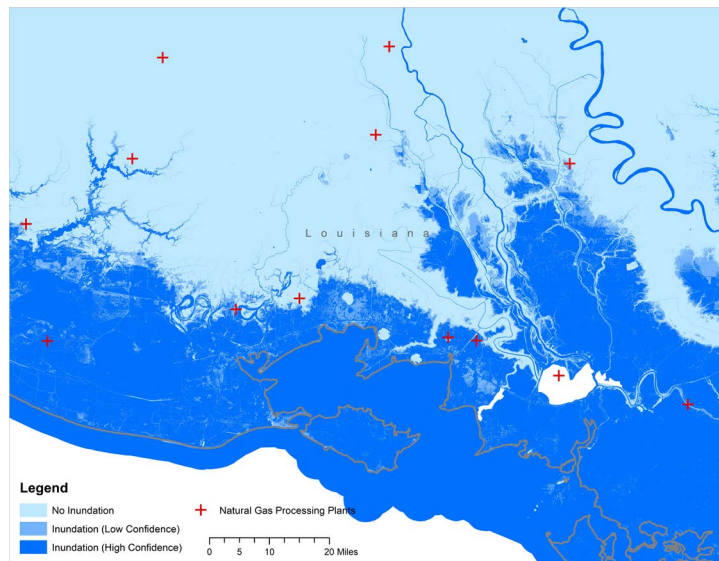 Louisiana
Legend
No Inundation
Natural Gas Processing Plants
Inundation (Low Confidence)
Inundation (High Confidence)
0 5 10 20 Miles